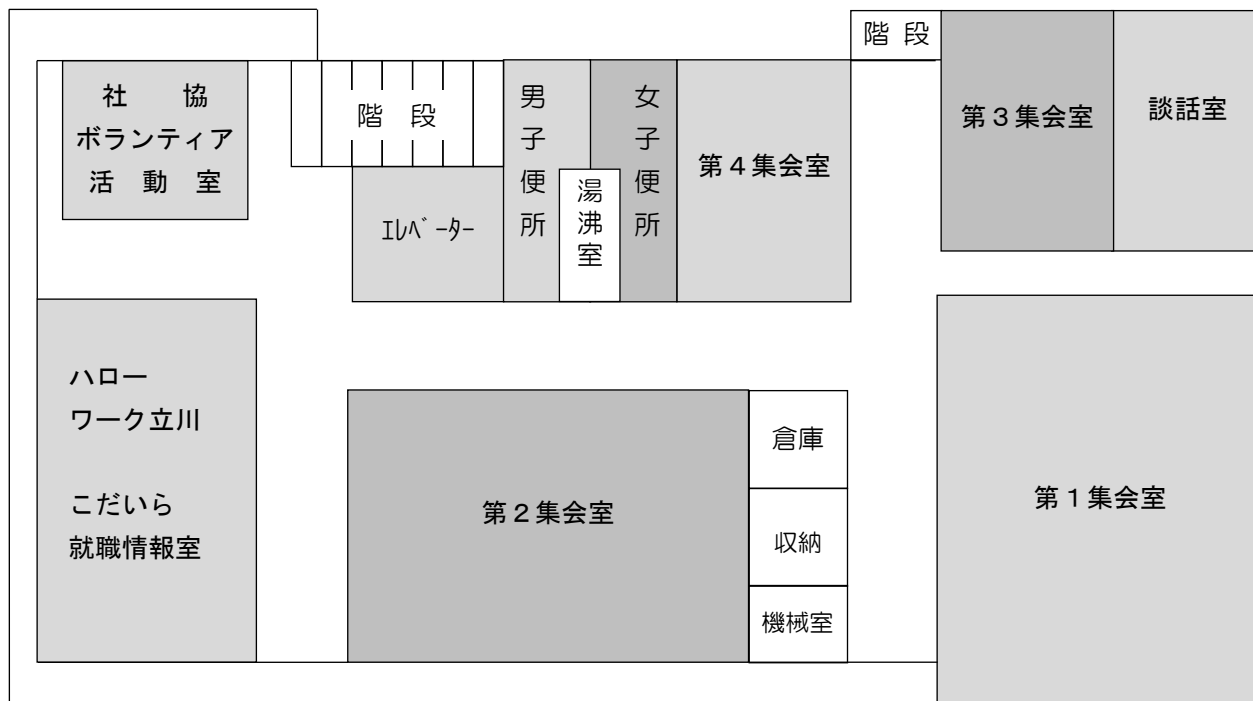 階 段
第３集会室
談話室
社　協
ボランティア
活　動　室
階　段
男子便所
女子便所
湯沸室
第４集会室
ｴﾚﾍﾞｰﾀｰ
ハロー
ワーク立川
こだいら
就職情報室
第２集会室
倉庫
収納
機械室
第１集会室